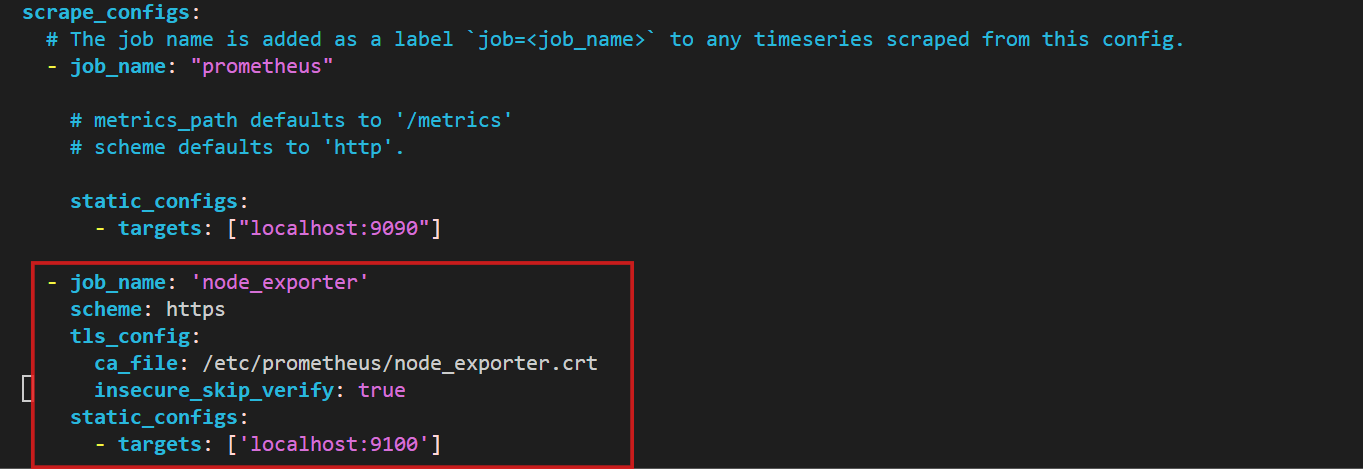 scrape_configs:
  # The job name is added as a label `job=<job_name>` to any timeseries scraped from this config.
  - job_name: "prometheus"

    # metrics_path defaults to '/metrics'
    # scheme defaults to 'http'.

    static_configs:
      - targets: ["localhost:9090"]

  - job_name: 'node_exporter'
    scheme: https
    tls_config:
      ca_file: /etc/prometheus/node_exporter.crt
      insecure_skip_verify: true
    static_configs:
      - targets: ['localhost:9100']